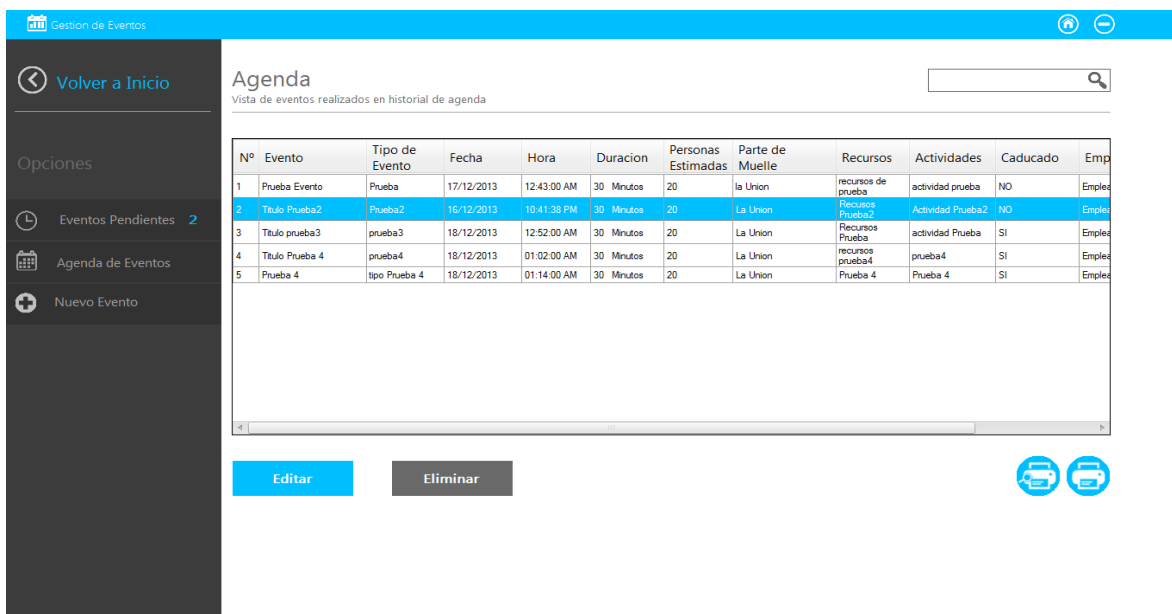 Gestion de Eventos
Volver a Inicio
Opciones
Eventos Pendientes 2
Agenda de Eventos
Nuevo Evento
Agenda
Vista de eventos realizados en historial de agenda
Nº Evento Tipo de Evento Fecha Hora Duracion Personas Estimadas Parte de Muelle Recursos Actividades Caducado Emp
1 Prueba Evento Prueba 17/12/2013 12:43:00 AM 30 Minutos 20 la Union recursos de prueba actividad prueba NO Emplea
2 Titulo Prueba2 Prueba2 16/12/2013 10:41:38 PM 30 Minutos 20 La Union Recusos Prueba2 Actividad Prueba2 NO Emplea
3 Titulo prueba3 prueba3 18/12/2013 12:52:00 AM 30 Minutos 20 La Union Recursos Prueba actividad Prueba SI Emplea
4 Titulo Prueba 4 prueba4 18/12/2013 01:02:00 AM 30 Minutos 20 La Union recursos prueba4 prueba4 SI Emplea
5 Prueba 4 tipo Prueba 4 18/12/2013 01:14:00 AM 30 Minutos 20 La Union Prueba 4 Prueba 4 SI Emplea
Editar
Eliminar